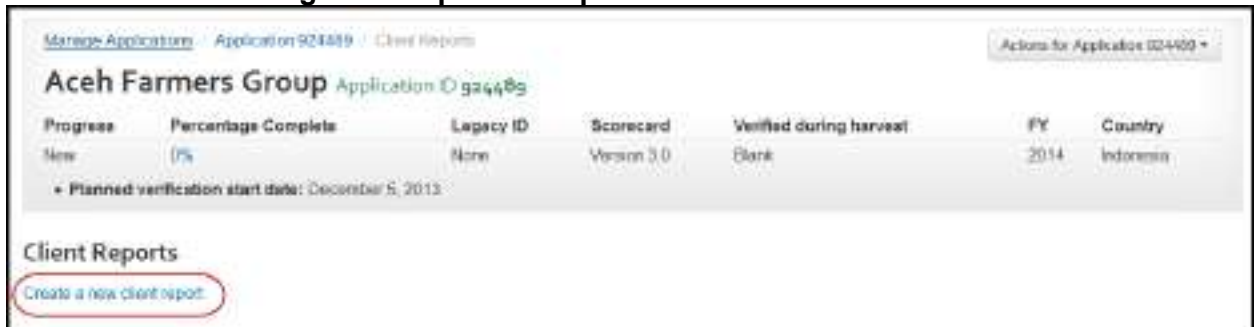 Manage Applications / Application 924489 / Client Reports
Actions for Application 924489
Aceh Farmers Group Application ID 924489
Progress Percentage Complete Legacy ID Scorecard Verified during harvest FY Country
New 0% None Version 3.0 Blank 2014 Indonesia
• Planned verification start date: December 5, 2013
Client Reports
Create a new client report